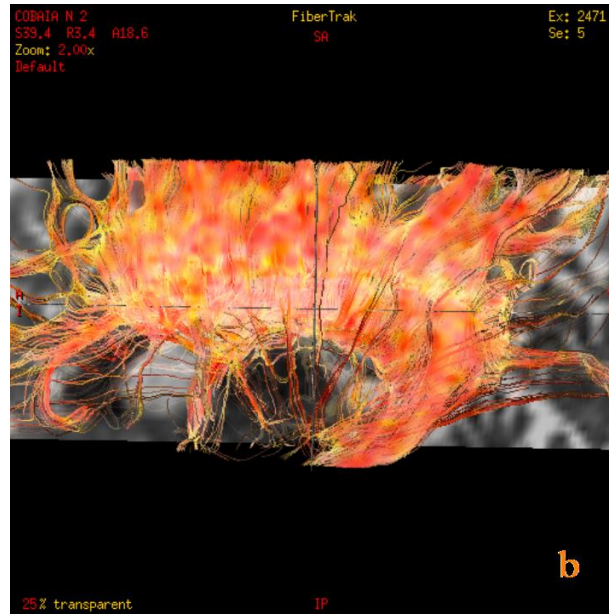 COBAIA N 2
S39.4 R3.4 A18.6
Zoom: 2.00x
Default
FiberTrak
SA
Ex: 2471
Se: 5
A
I
b
25% transparent
IP